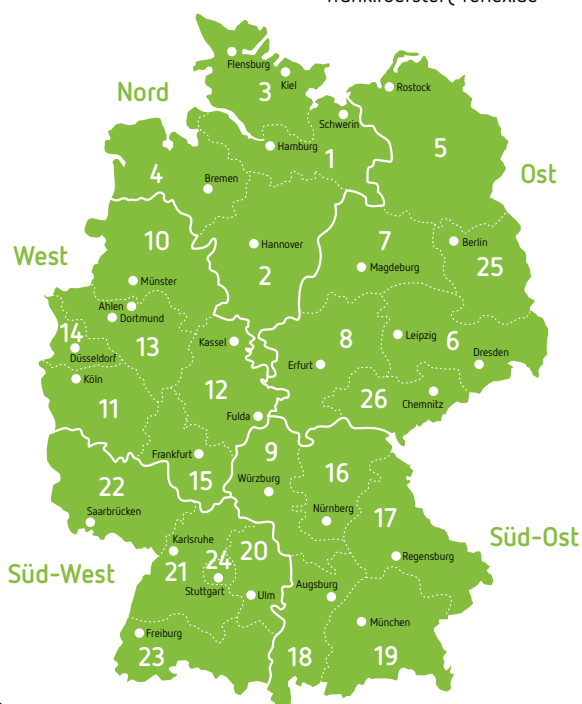 Flensburg
Kiel
3
Nord
Rostock
Schwerin
Hamburg
1
5
4
Bremen
Ost
10
Hannover
7
Berlin
West
Magdeburg
25
2
Münster
Ahlen
Dortmund
14
13
Kassel
8
Leipzig
6
Düsseldorf
Erfurt
Dresden
Köln
12
26
Chemnitz
11
Fulda
Frankfurt
9
16
15
22
Würzburg
Nürnberg
17
Saarbrücken
Süd-Ost
Karlsruhe
20
24
21
Regensburg
Süd-West
Stuttgart
Ulm
Augsburg
München
Freiburg
23
18
19